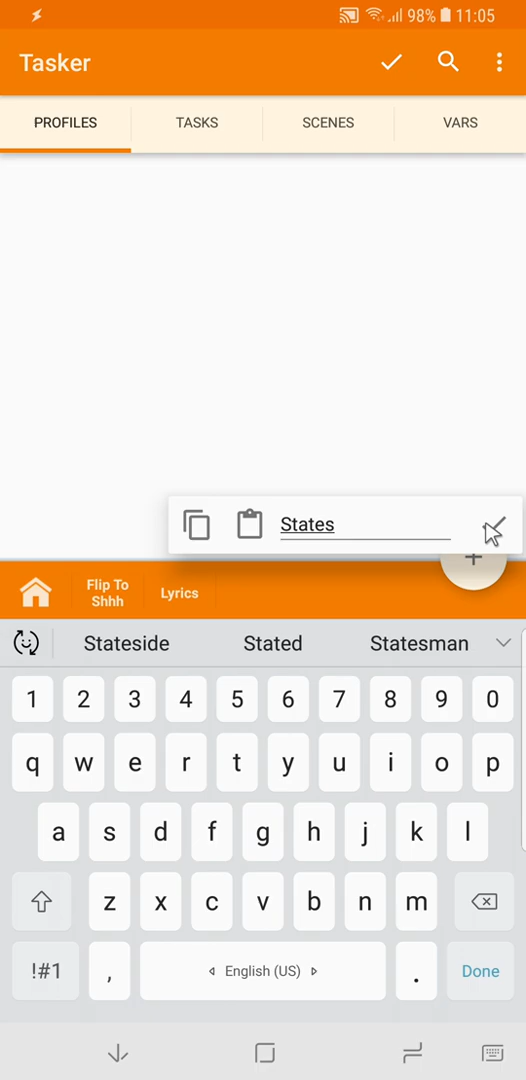 98% 11:05
Tasker
PROFILES TASKS SCENES VARS
States
Flip To
Shhh
Lyrics
Stateside Stated Statesman
1 2 3 4 5 6 7 8 9 0
q w e r t y u i o p
a s d f g h j k l
z x c v b n m
!#1 , English (US) . Done